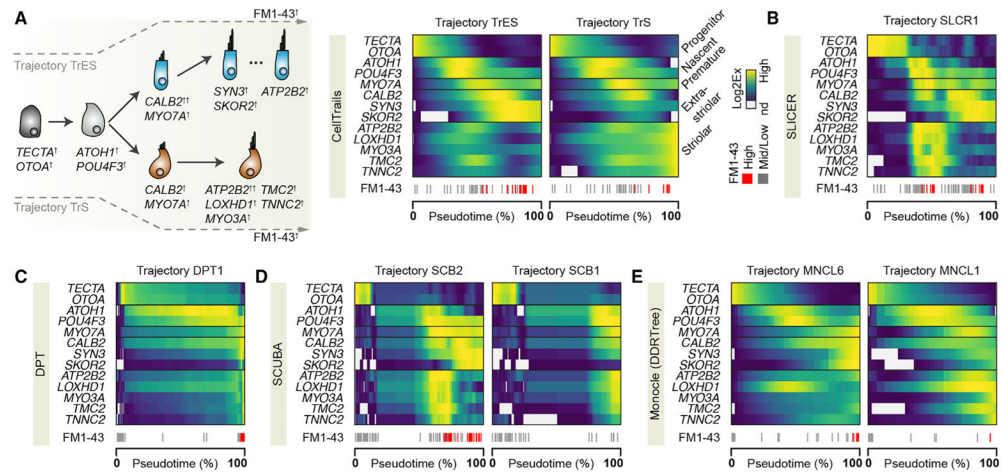 A
FM1-43↑
Trajectory TrES
CALB2↑↑
MYO7A↑
SYN3↑
SKOR2↑
...
ATP2B2↑
TECTA↑
OTOA↑
ATOH1↑
POU4F3↑
CALB2↑
MYO7A↑
ATP2B2↑↑
LOXHD1↑
MYO3A↑
TMC2↑
TNNC2↑
Trajectory TrS
FM1-43↑
CellTrails
Trajectory TrES
Trajectory TrS
TECTA
OTOA
ATOH1
POU4F3
MYO7A
CALB2
SYN3
SKOR2
ATP2B2
LOXHD1
MYO3A
TMC2
TNNC2
FM1-43
Progenitor
Nascent
Premature
Extra-
striolar
Striolar
0
Pseudotime (%)
100
0
Pseudotime (%)
100
Log2Ex
High
nd
FM1-43
High
Mid/Low
B
SLICER
Trajectory SLCR1
TECTA
OTOA
ATOH1
POU4F3
MYO7A
CALB2
SYN3
SKOR2
ATP2B2
LOXHD1
MYO3A
TMC2
TNNC2
FM1-43
0
Pseudotime (%)
100
C
DPT
Trajectory DPT1
TECTA
OTOA
ATOH1
POU4F3
MYO7A
CALB2
SYN3
SKOR2
ATP2B2
LOXHD1
MYO3A
TMC2
TNNC2
FM1-43
0
Pseudotime (%)
100
D
SCUBA
Trajectory SCB2
Trajectory SCB1
TECTA
OTOA
ATOH1
POU4F3
MYO7A
CALB2
SYN3
SKOR2
ATP2B2
LOXHD1
MYO3A
TMC2
TNNC2
FM1-43
0
Pseudotime (%)
100
0
Pseudotime (%)
100
E
Monocle (DDRTree)
Trajectory MNCL6
Trajectory MNCL1
TECTA
OTOA
ATOH1
POU4F3
MYO7A
CALB2
SYN3
SKOR2
ATP2B2
LOXHD1
MYO3A
TMC2
TNNC2
FM1-43
0
Pseudotime (%)
100
0
Pseudotime (%)
100